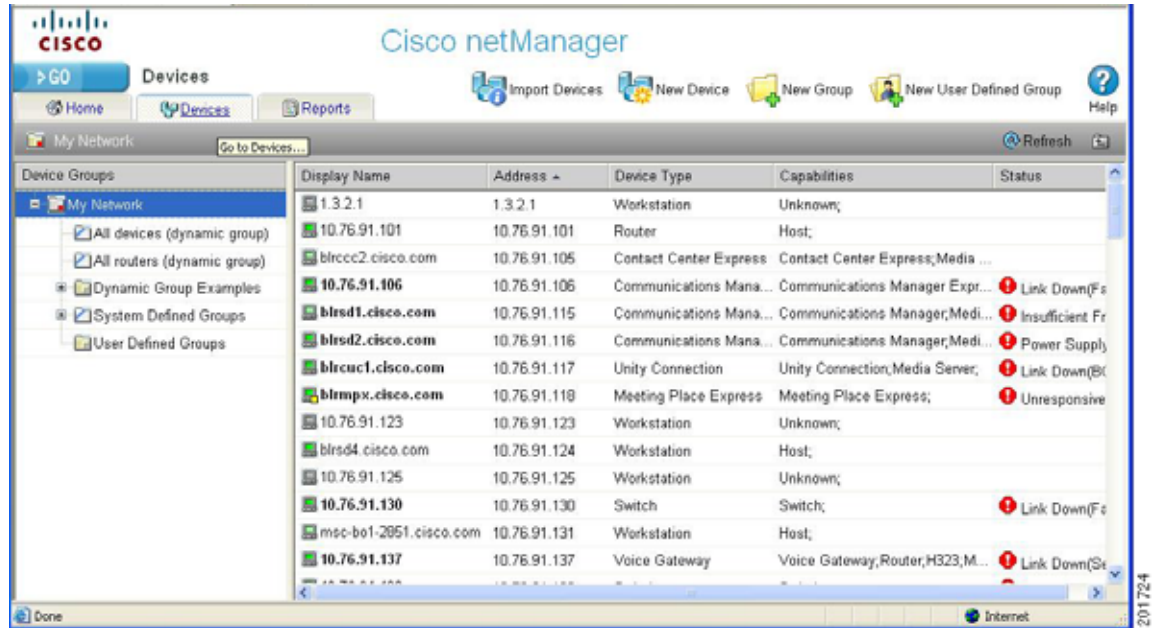 CISCO
Cisco netManager
GO
Devices
Import Devices
New Device
New Group
New User Defined Group
Help
Home
Devices
Reports
My Network
Go to Devices...
Refresh
Device Groups
Display Name Address Device Type Capabilities Status
My Network
All devices (dynamic group)
All routers (dynamic group)
Dynamic Group Examples
System Defined Groups
User Defined Groups
1.3.2.1 1.3.2.1 Workstation Unknown;
10.76.91.101 10.76.91.101 Router Host;
blrccc2.cisco.com 10.76.91.105 Contact Center Express Contact Center Express;Media ...
10.76.91.106 10.76.91.106 Communications Mana... Communications Manager Expr... Link Down(Fa
blrsd1.cisco.com 10.76.91.115 Communications Mana... Communications Manager;Medi... Insufficient Fr
blrsd2.cisco.com 10.76.91.116 Communications Mana... Communications Manager;Medi... Power Supply
blrcuc1.cisco.com 10.76.91.117 Unity Connection Unity Connection;Media Server; Link Down(
blrmpx.cisco.com 10.76.91.118 Meeting Place Express Meeting Place Express; Unresponsive
10.76.91.123 10.76.91.123 Workstation Unknown;
blrsd4.cisco.com 10.76.91.124 Workstation Host;
10.76.91.125 10.76.91.125 Workstation Unknown;
10.76.91.130 10.76.91.130 Switch Switch; Link Down(Fa
msc-bo1-2851.cisco.com 10.76.91.131 Workstation Host;
10.76.91.137 10.76.91.137 Voice Gateway Voice Gateway;Router;H323;M... Link Down(Se
Done
Internet
201724